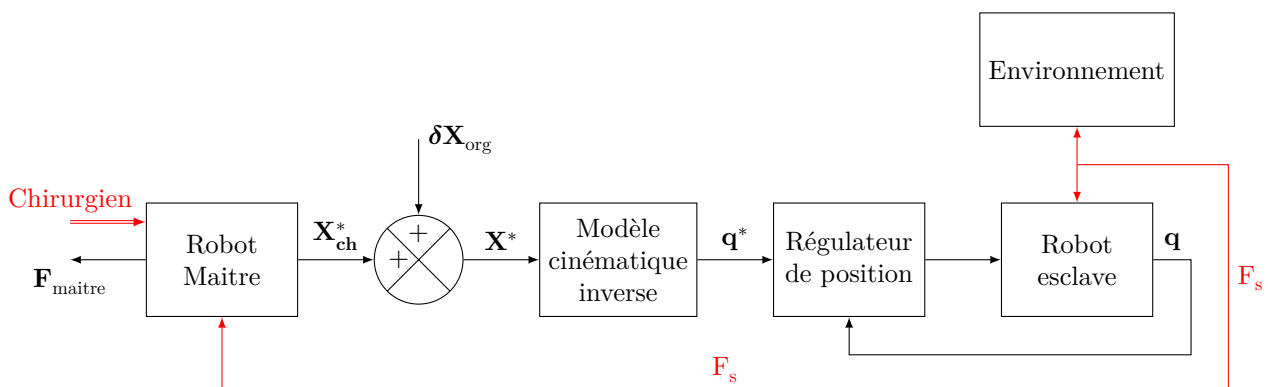 Environnement
δX_org
Chirurgien
F_maitre
Robot
Maitre
X*_ch
+
+
X*
Modèle
cinématique
inverse
q*
Régulateur
de position
Robot
esclave
q
F_s
F_s